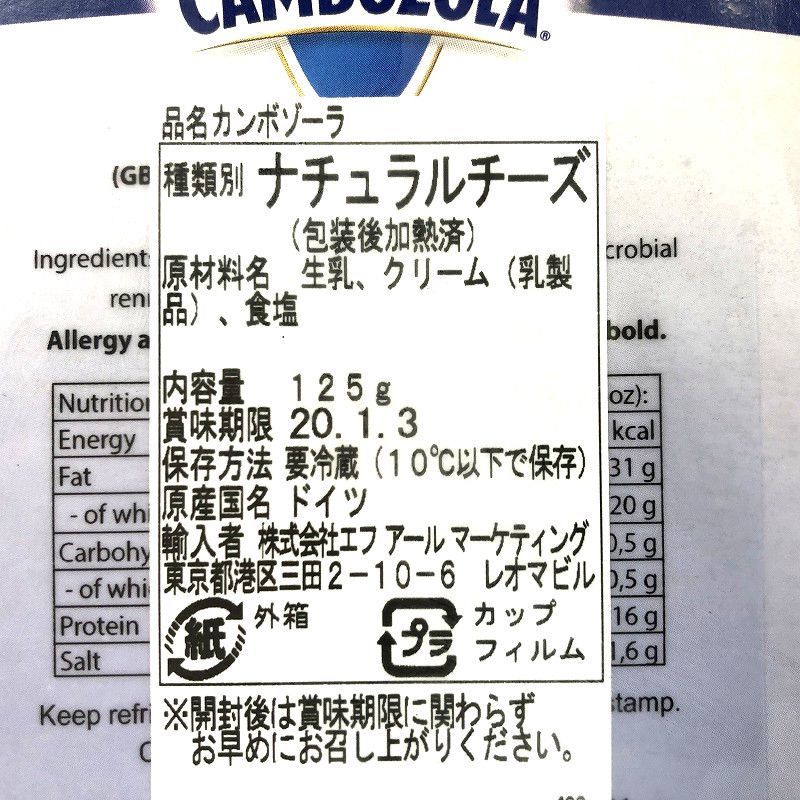 CAMBOZOLA®
品名カンボゾーラ
(GB
種類別 ナチュラルチーズ
(包装後加熱済)
Ingredient
crobial
原材料名 生乳、クリーム(乳製
品)、食塩
Allergy a
bold.
内容量 125g
Nutrition
oz):
賞味期限 20.1.3
Energy
kcal
保存方法 要冷蔵(10℃以下で保存)
Fat
31 g
原産国名 ドイツ
- of whi
20 g
輸入者 株式会社エフ アール マーケティング
Carbohy
0,5 g
東京都港区三田2-10-6 レオマビル
- of whi
0,5 g
紙 外箱
プラ カップ
フィルム
Protein
16 g
Salt
1,6 g
※開封後は賞味期限に関わらず
お早めにお召し上がりください。
Keep refri
stamp.